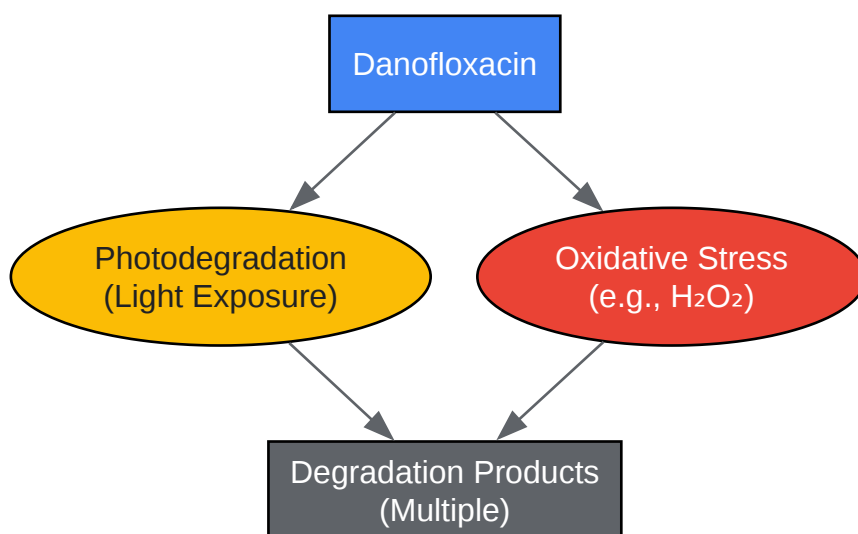 Danofloxacin
Photodegradation
(Light Exposure)
Oxidative Stress
(e.g., H₂O₂)
Degradation Products
(Multiple)